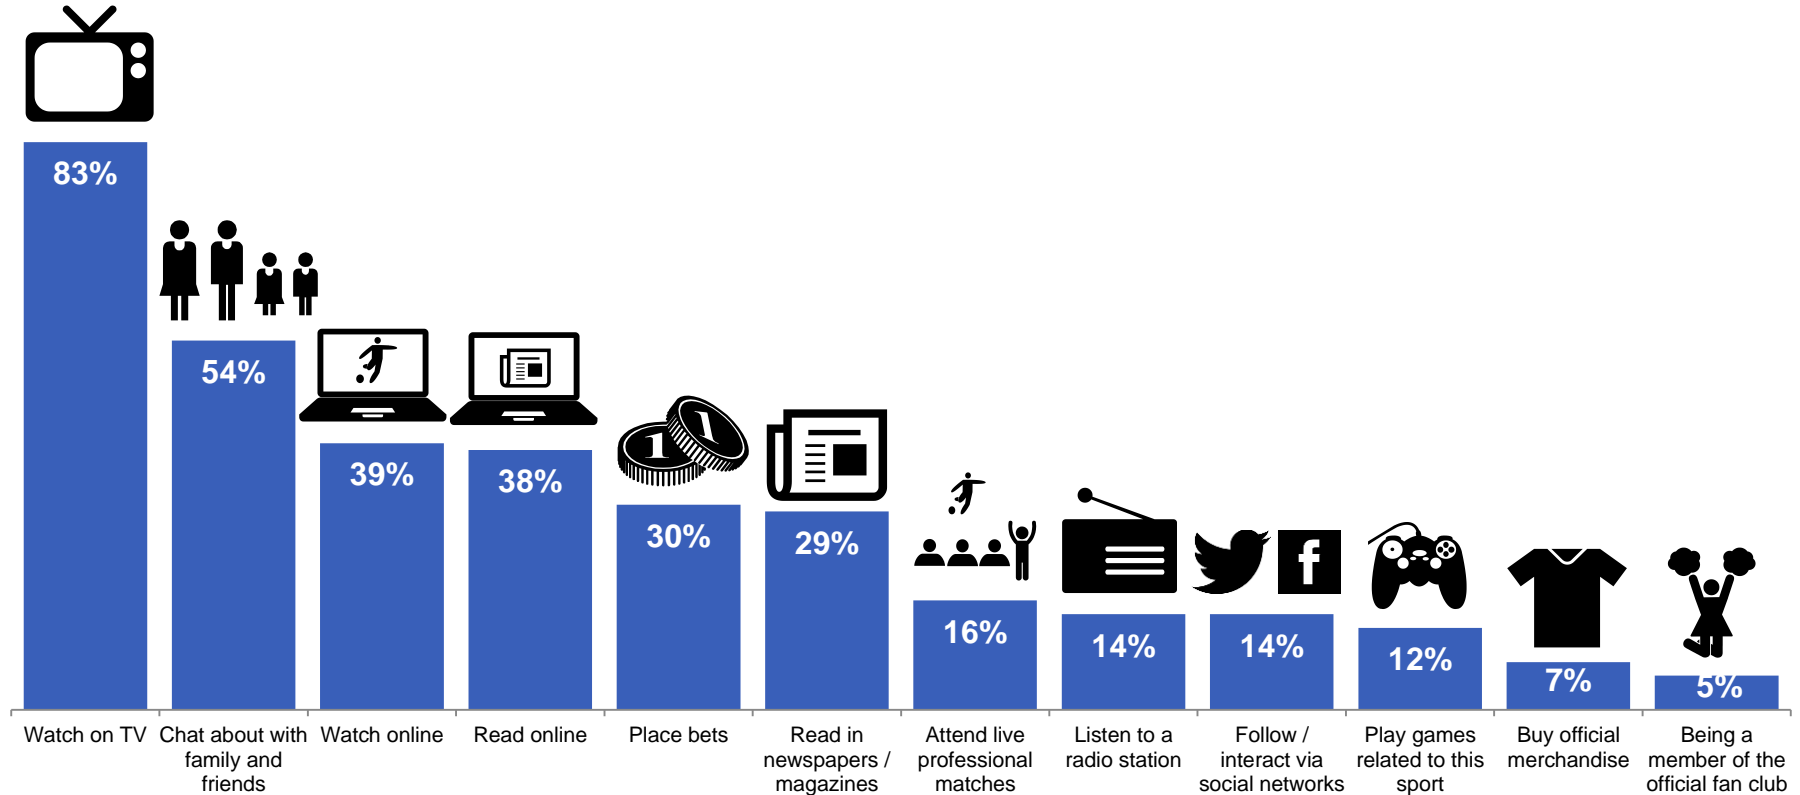 83%
54%
39%
38%
30%
29%
16%
14%
14%
12%
7%
5%
1
1
f
Watch on TV
Chat about with
family and
friends
Watch online
Read online
Place bets
Read in
newspapers /
magazines
Attend live
professional
matches
Listen to a
radio station
Follow /
interact via
social networks
Play games
related to this
sport
Buy official
merchandise
Being a
member of the
official fan club